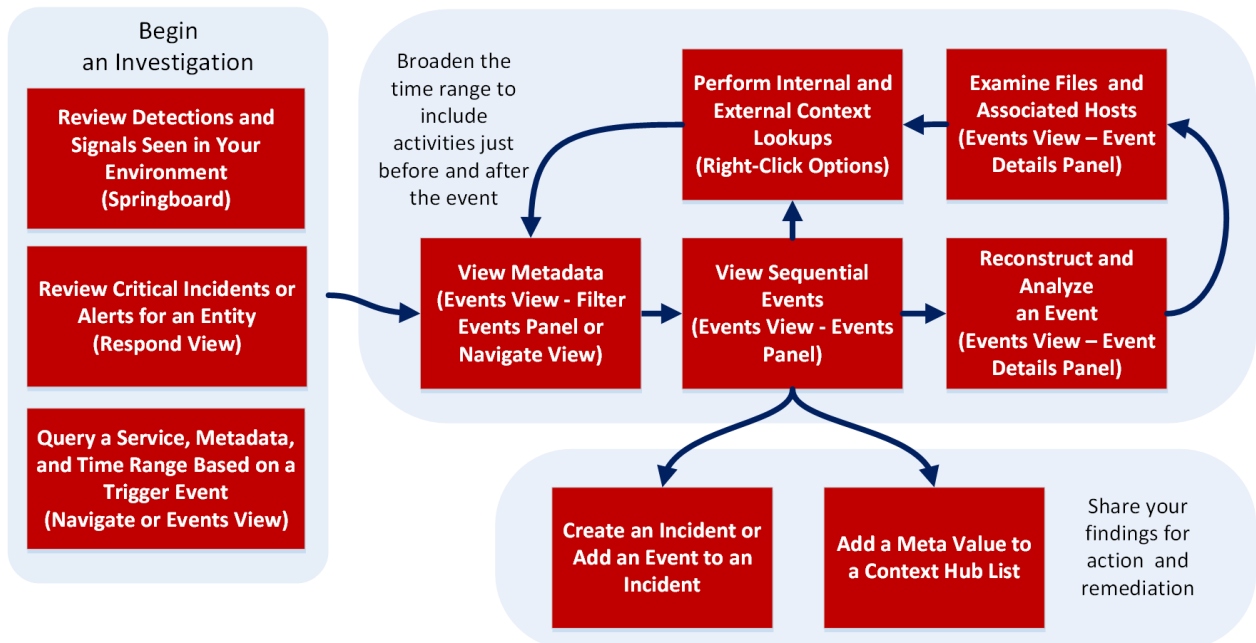 Begin
an Investigation
Review Detections and
Signals Seen in Your
Environment
(Springboard)
Review Critical Incidents or
Alerts for an Entity
(Respond View)
Query a Service, Metadata,
and Time Range Based on a
Trigger Event
(Navigate or Events View)
Broaden the
time range to
include
activities just
before and after
the event
Perform Internal and
External Context
Lookups
(Right-Click Options)
Examine Files and
Associated Hosts
(Events View – Event
Details Panel)
View Metadata
(Events View - Filter
Events Panel or
Navigate View)
View Sequential
Events
(Events View - Events
Panel)
Reconstruct and
Analyze
an Event
(Events View – Event
Details Panel)
Create an Incident or
Add an Event to an
Incident
Add a Meta Value to
a Context Hub List
Share your
findings for
action and
remediation